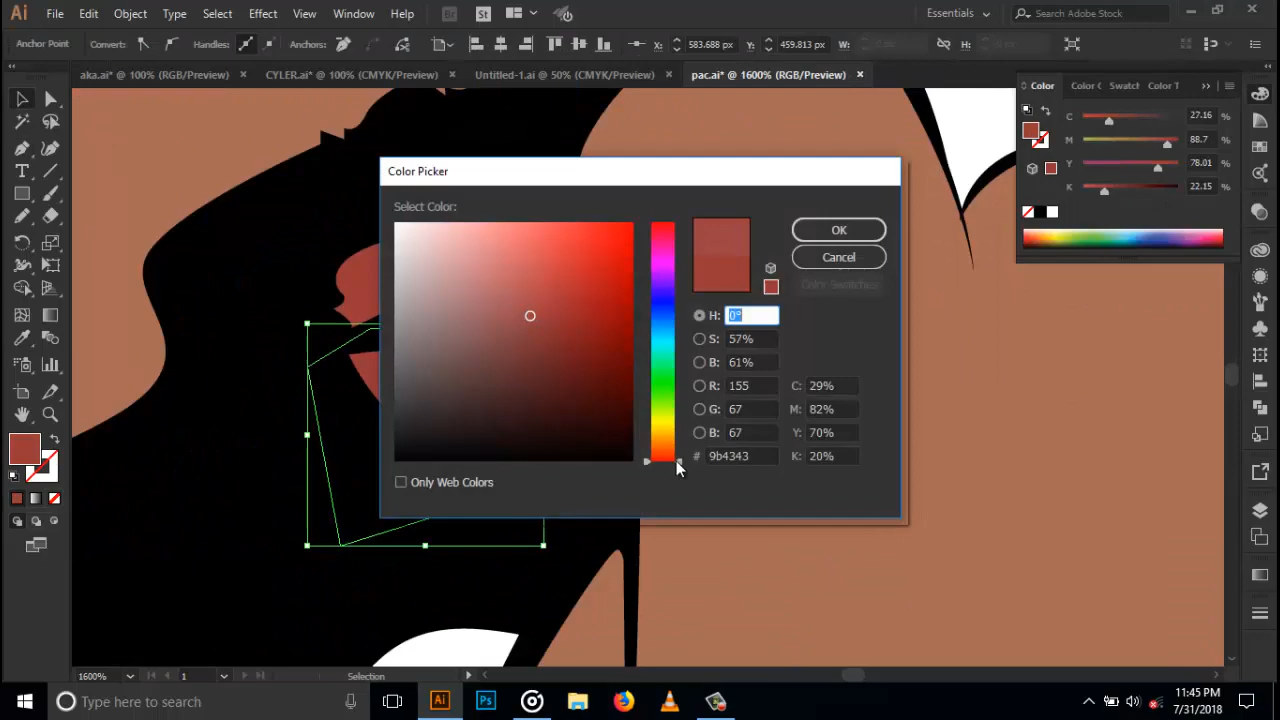 Ai File Edit Object Type Select Effect View Window Help Br St Essentials Search Adobe Stock
Anchor Point Convert: Handles: Anchors: X: 583.688 px Y: 459.813 px W: H:
aka.ai* @ 100% (RGB/Preview) × CYLER.ai* @ 100% (CMYK/Preview) × Untitled-1.ai @ 50% (CMYK/Preview) × pac.ai* @ 1600% (RGB/Preview) ×
Color Color C Swatch Color T
C 27.16 %
M 88.7 %
Y 78.01 %
K 22.15 %
Color Picker
Select Color:
OK
Cancel
Color Swatches
H: 0°
S: 57%
B: 61%
R: 155 C: 29%
G: 67 M: 82%
B: 67 Y: 70%
# 9b4343 K: 20%
Only Web Colors
1600% 1 Selection
Type here to search Ai Ps 11:45 PM
7/31/2018